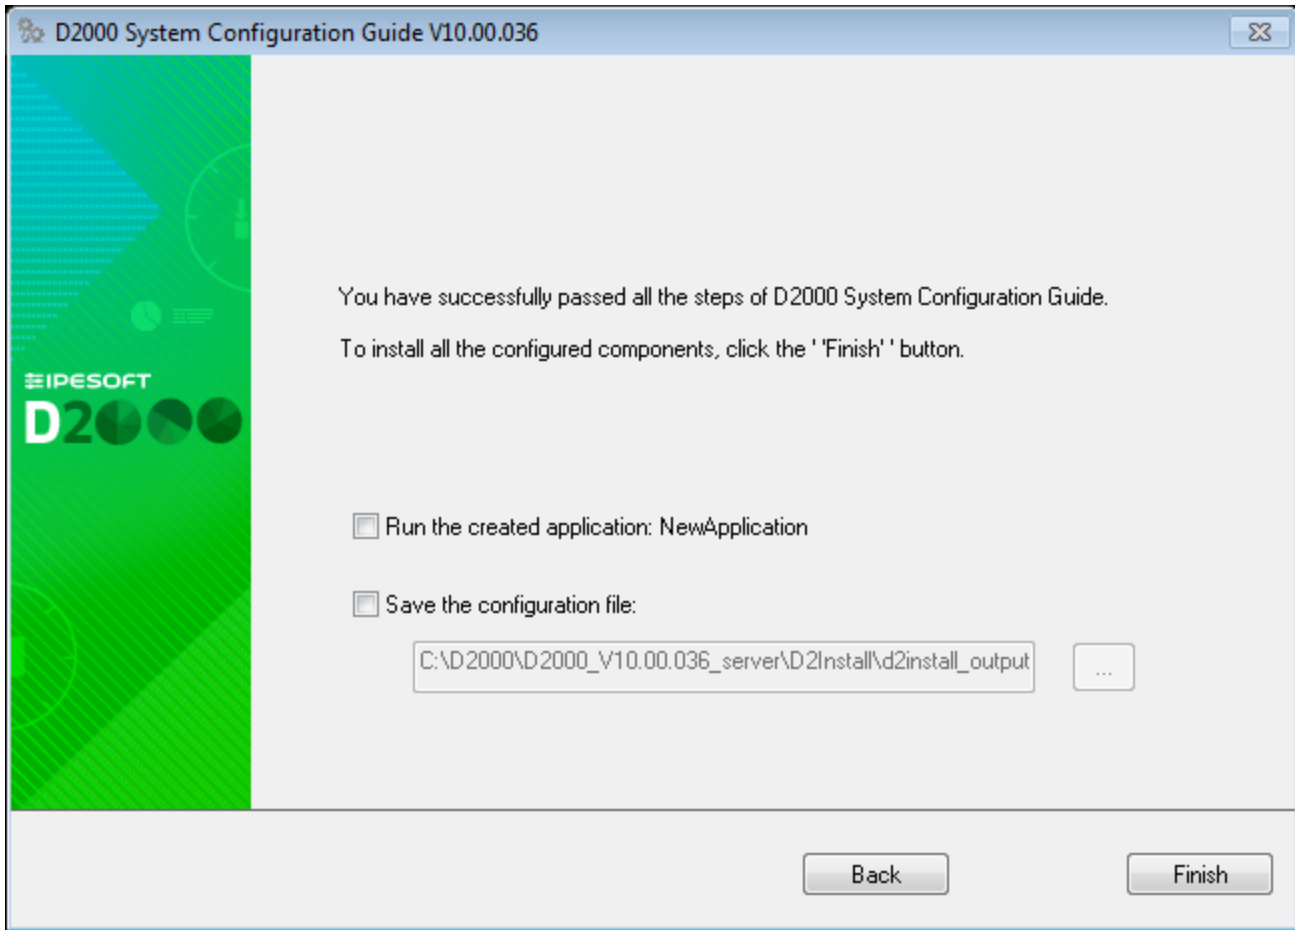 D2000 System Configuration Guide V10.00.036
You have successfully passed all the steps of D2000 System Configuration Guide.
To install all the configured components, click the ' 'Finish' ' button.
IPESOFT
D2000
Run the created application: NewApplication
Save the configuration file:
C:\D2000\D2000_V10.00.036_server\D2Install\d2install_output
...
Back
Finish